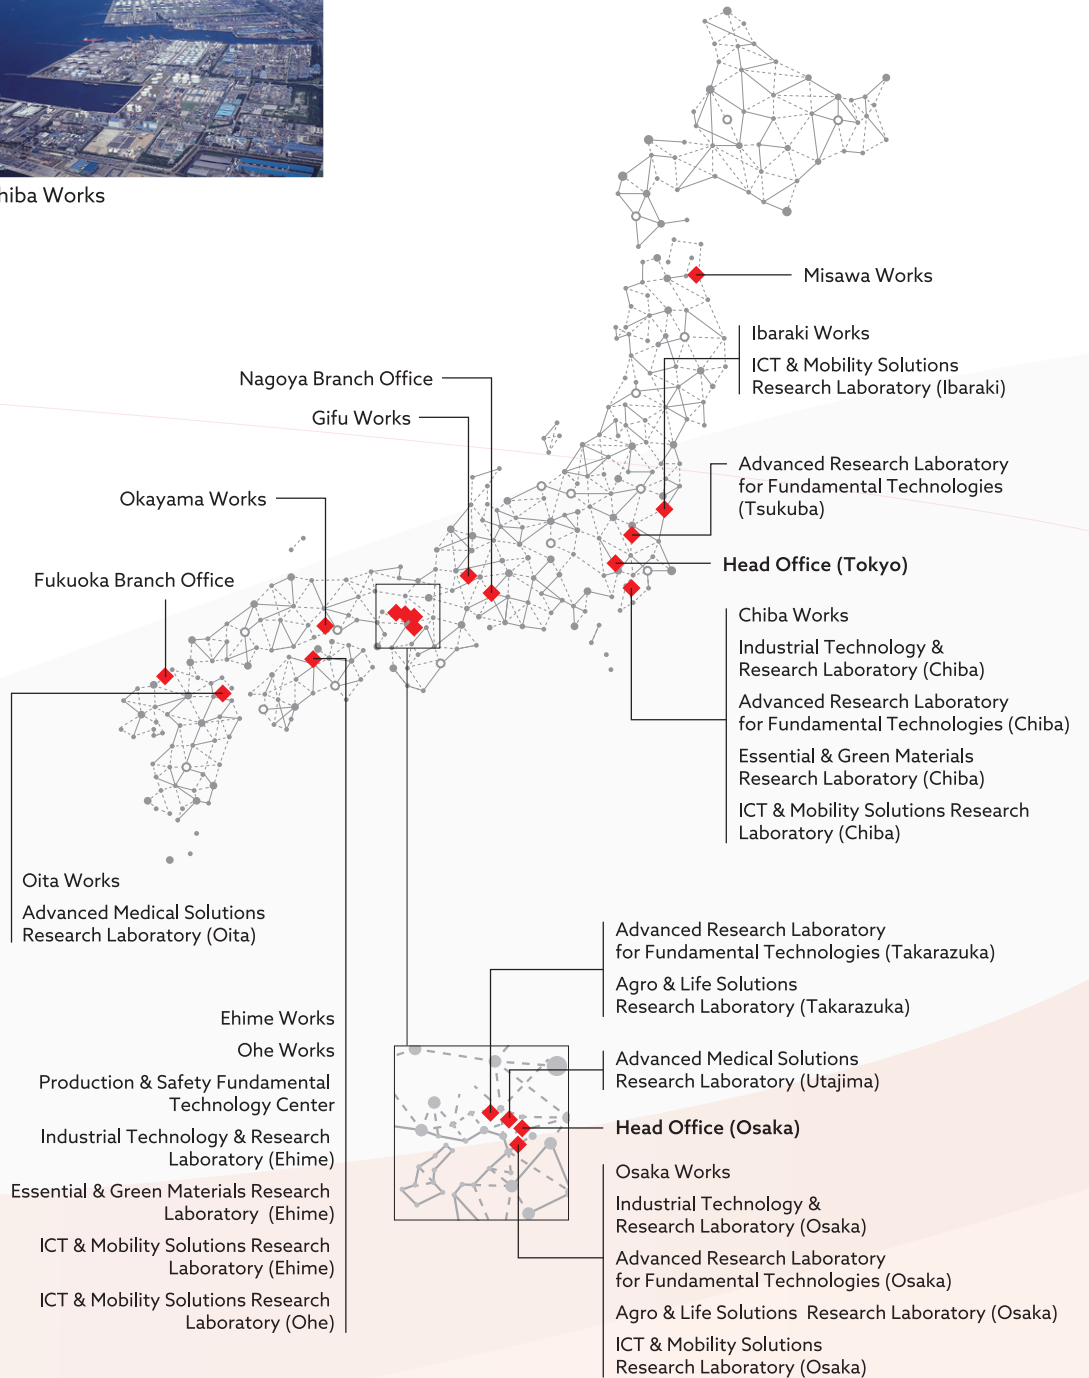 hiba Works
Misawa Works
Ibaraki Works
ICT & Mobility Solutions
Research Laboratory (Ibaraki)
Nagoya Branch Office
Gifu Works
Advanced Research Laboratory
for Fundamental Technologies
(Tsukuba)
Okayama Works
Head Office (Tokyo)
Fukuoka Branch Office
Chiba Works
Industrial Technology &
Research Laboratory (Chiba)
Advanced Research Laboratory
for Fundamental Technologies (Chiba)
Essential & Green Materials
Research Laboratory (Chiba)
ICT & Mobility Solutions Research
Laboratory (Chiba)
Oita Works
Advanced Medical Solutions
Research Laboratory (Oita)
Ehime Works
Ohe Works
Production & Safety Fundamental
Technology Center
Industrial Technology & Research
Laboratory (Ehime)
Essential & Green Materials Research
Laboratory (Ehime)
ICT & Mobility Solutions Research
Laboratory (Ehime)
ICT & Mobility Solutions Research
Laboratory (Ohe)
Advanced Research Laboratory
for Fundamental Technologies (Takarazuka)
Agro & Life Solutions
Research Laboratory (Takarazuka)
Advanced Medical Solutions
Research Laboratory (Utajima)
Head Office (Osaka)
Osaka Works
Industrial Technology &
Research Laboratory (Osaka)
Advanced Research Laboratory
for Fundamental Technologies (Osaka)
Agro & Life Solutions Research Laboratory (Osaka)
ICT & Mobility Solutions
Research Laboratory (Osaka)